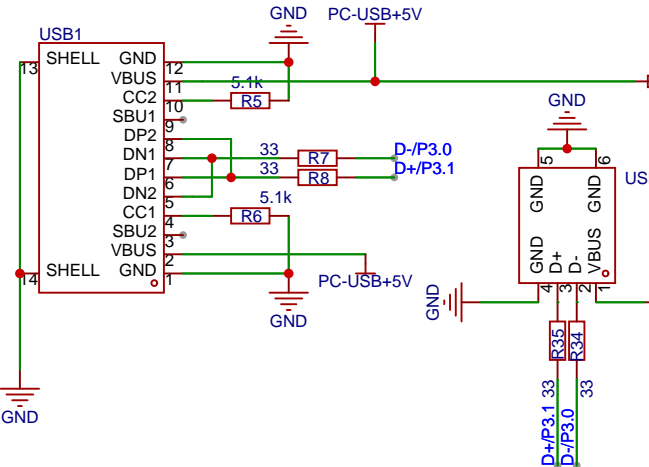 GND
PC-USB+5V
USB1
SHELL
13
GND
12
VBUS
11
CC2
10
5.1k
R5
SBU1
9
DP2
8
DN1
7
33
R7
D-/P3.0
DP1
6
33
R8
D+/P3.1
DN2
5
5.1k
CC1
4
R6
SBU2
3
VBUS
2
SHELL
14
GND
1
PC-USB+5V
GND
GND
GND
5
6
GND
GND
US
GND
D+
D-
VBUS
4
3
2
1
GND
R35
R34
33
33
D+/P3.1
D-/P3.0